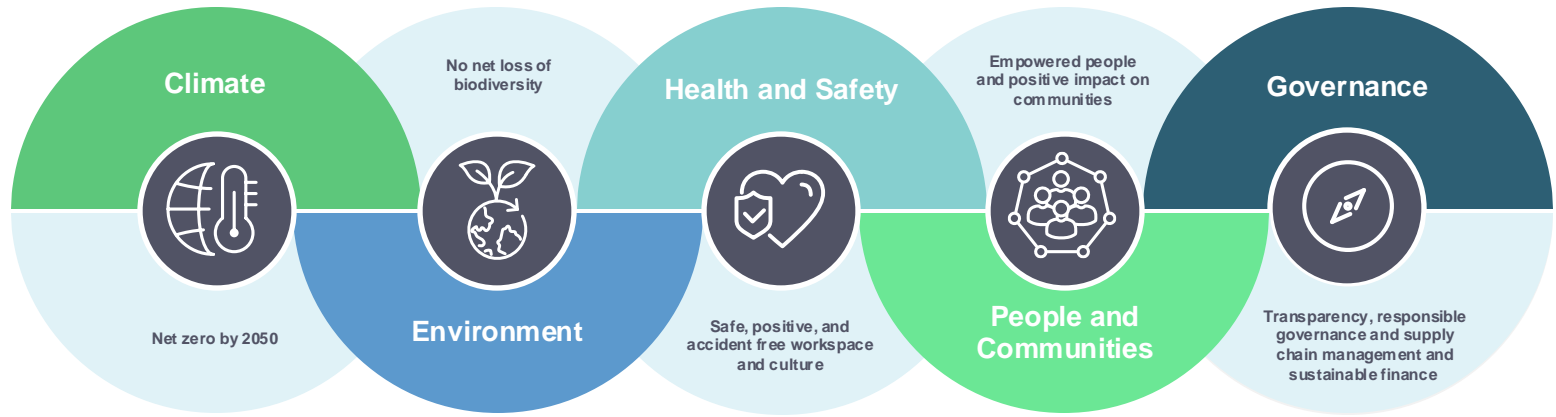 Climate
Net zero by 2050
No net loss of
biodiversity
Environment
Health and Safety
Safe, positive, and
accident free workspace
and culture
Empowered people
and positive impact on
communities
People and
Communities
Governance
Transparency, responsible
governance and supply
chain management and
sustainable finance